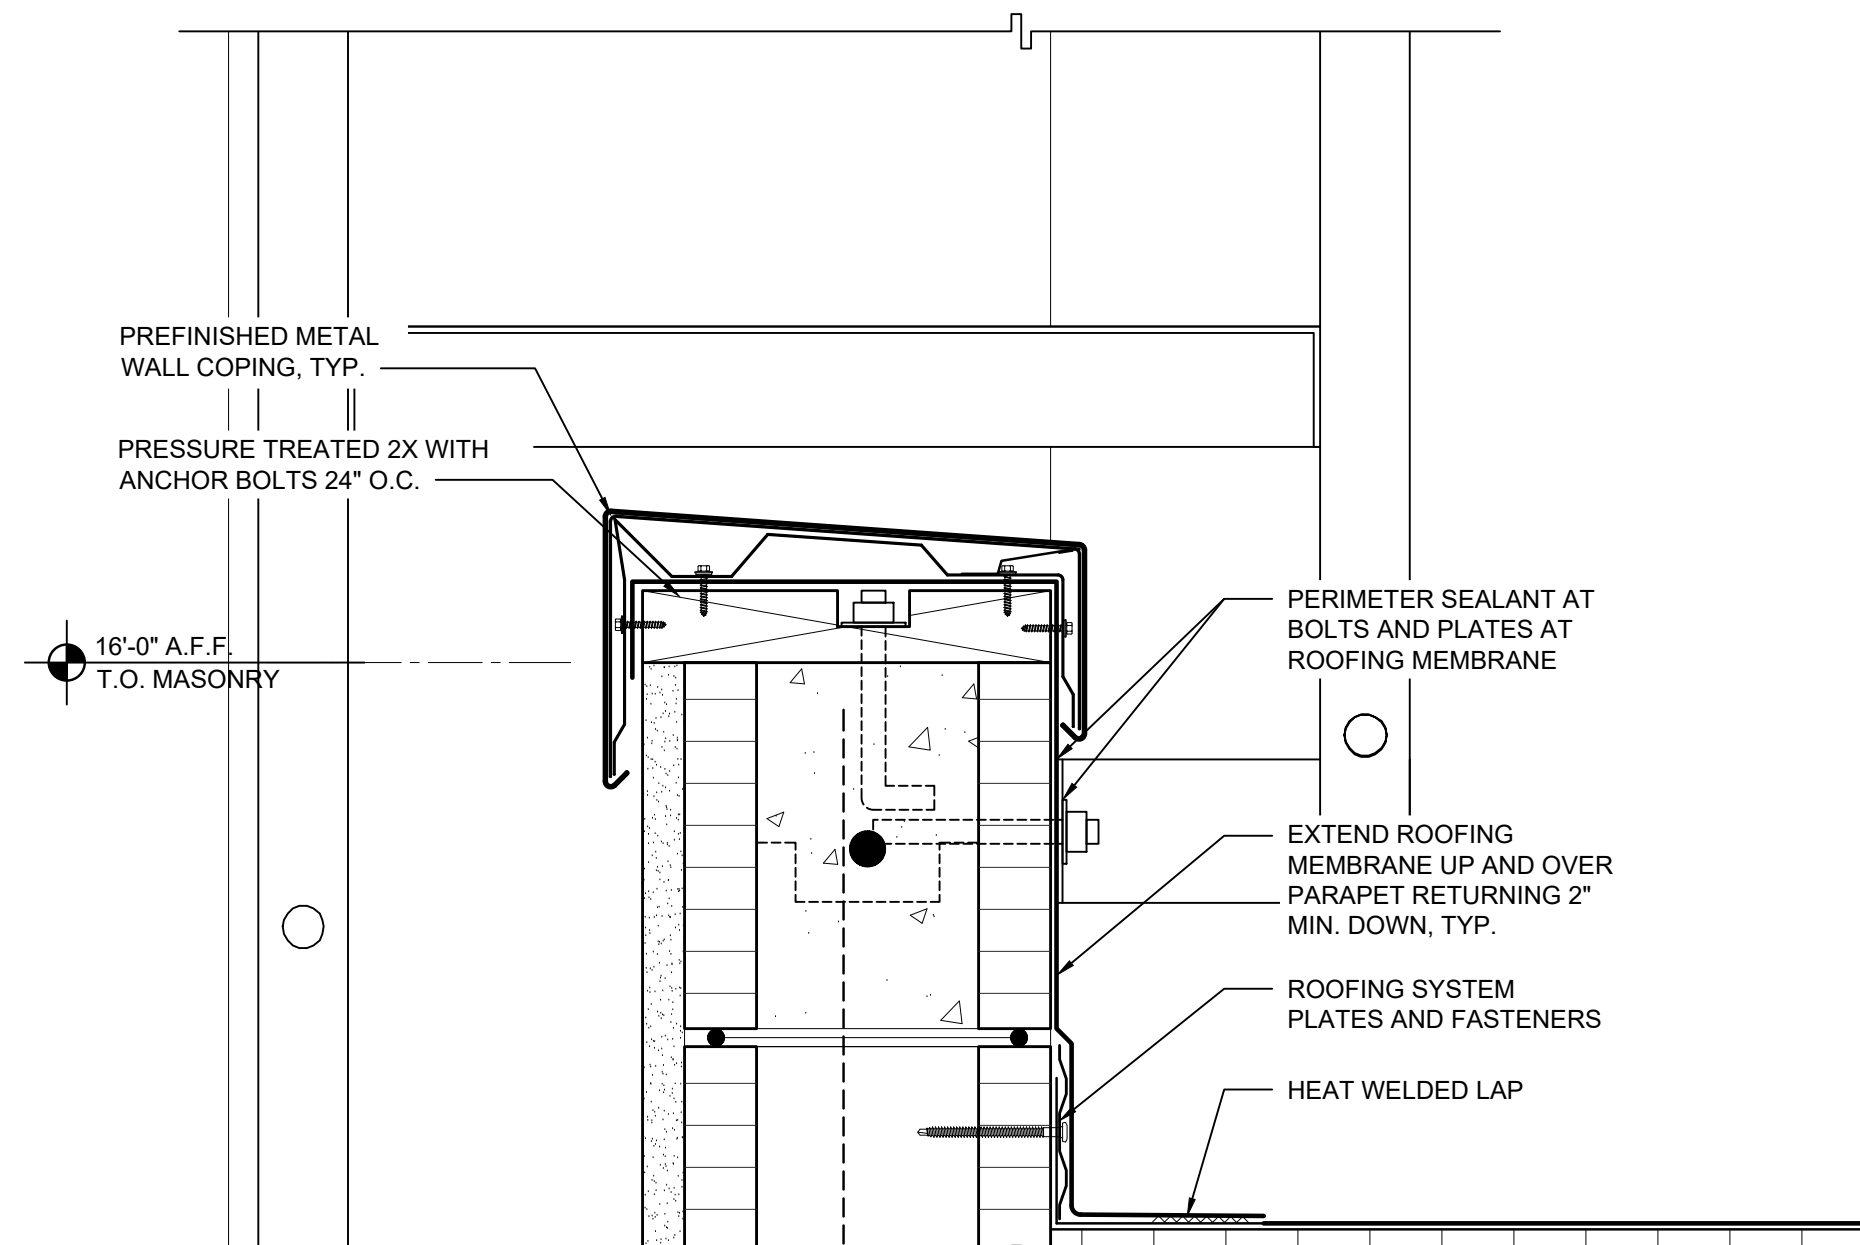 PREFINISHED METAL
WALL COPING, TYP.
PRESSURE TREATED 2X WITH
ANCHOR BOLTS 24" O.C.
16'-0" A.F.F.
T.O. MASONRY
PERIMETER SEALANT AT
BOLTS AND PLATES AT
ROOFING MEMBRANE
EXTEND ROOFING
MEMBRANE UP AND OVER
PARAPET RETURNING 2"
MIN. DOWN, TYP.
ROOFING SYSTEM
PLATES AND FASTENERS
HEAT WELDED LAP